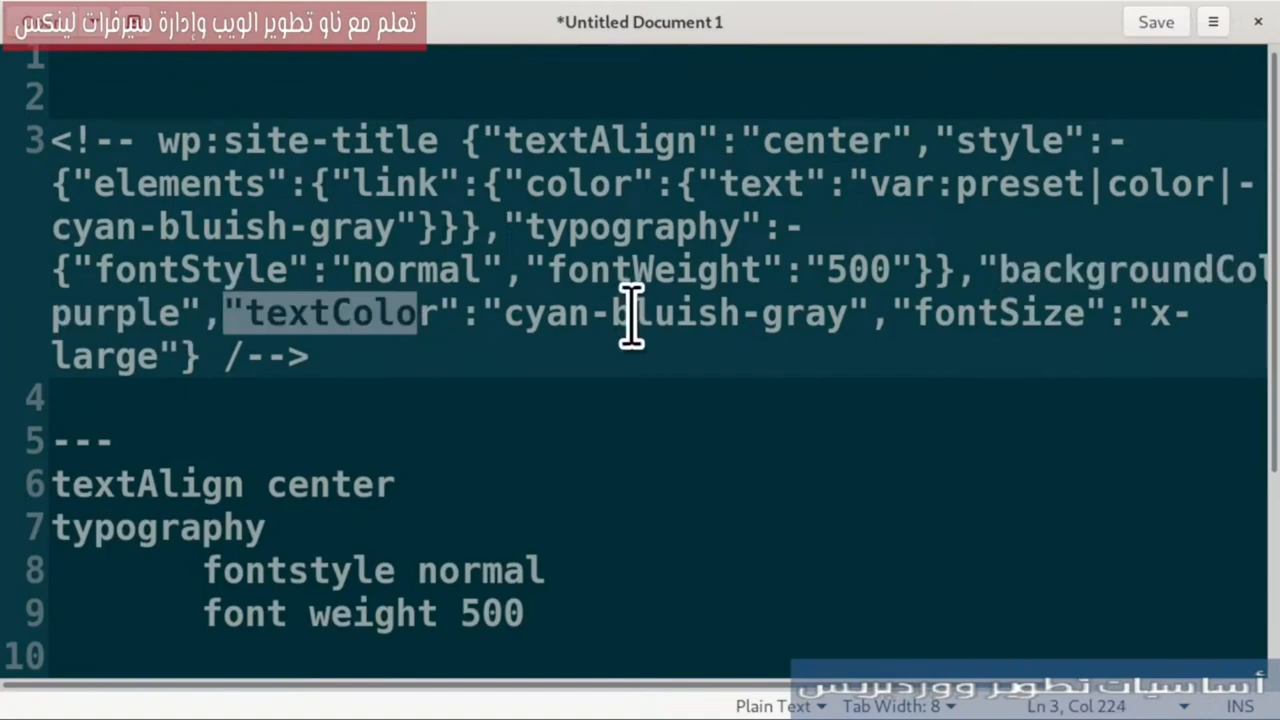 تعلم مع ناو تطوير الويب وإدارة سيرفرات لينكس
*Untitled Document 1
Save
1
2
3 <!-- wp:site-title {"textAlign":"center","style":-
{"elements":{"link":{"color":{"text":"var:preset|color|-
cyan-bluish-gray"}}},"typography":-
{"fontStyle":"normal","fontWeight":"500"}},"backgroundCol
purple","textColor":"cyan-bluish-gray","fontSize":"x-
large"} /-->
4
5 ---
6 textAlign center
7 typography
8 fontstyle normal
9 font weight 500
10
أساسيات تطوير ووردبريس
Plain Text Tab Width: 8 Ln 3, Col 224 INS